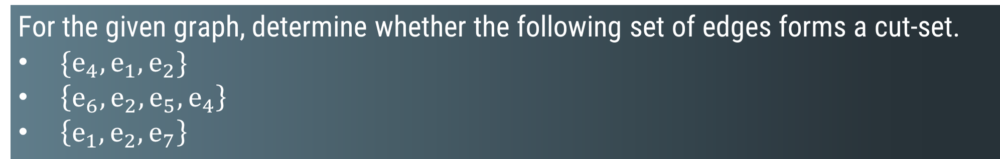 For the given graph, determine whether the following set of edges forms a cut-set.
• {e₄, e₁, e₂}
• {e₆, e₂, e₅, e₄}
• {e₁, e₂, e₇}